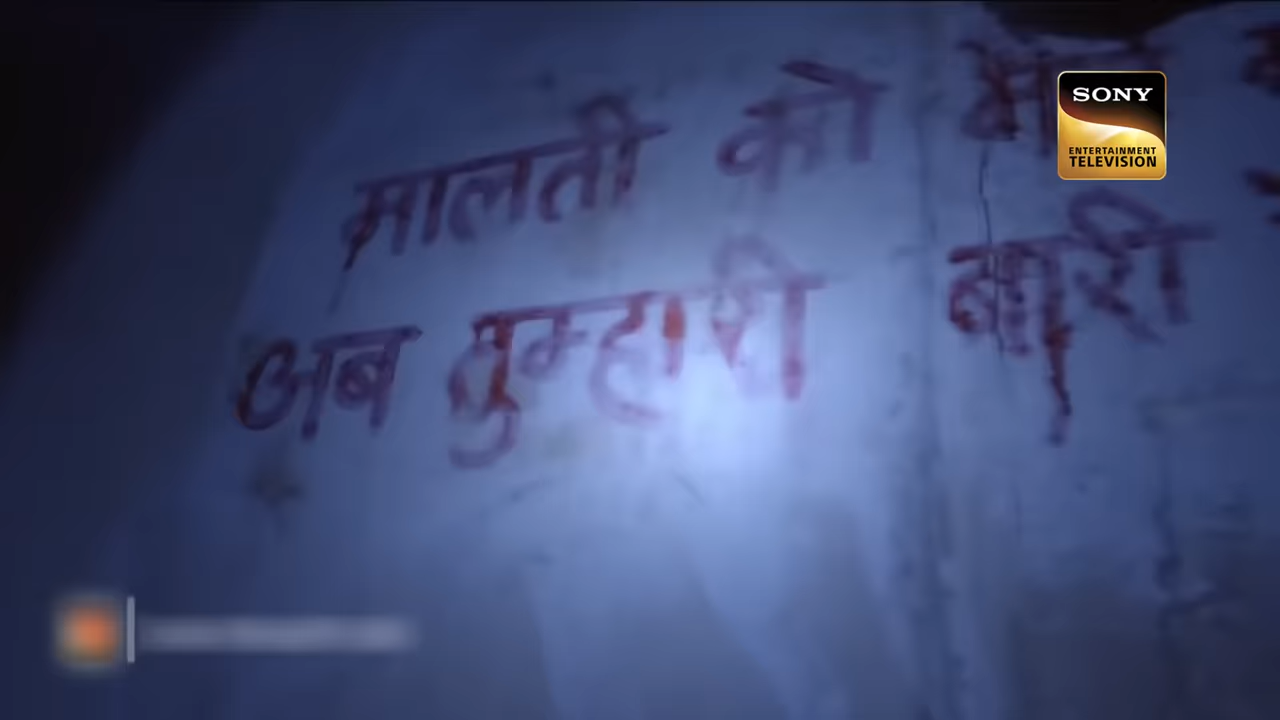 मालती को
SONY
ENTERTAINMENT
TELEVISION
अब तुम्हारी बारी